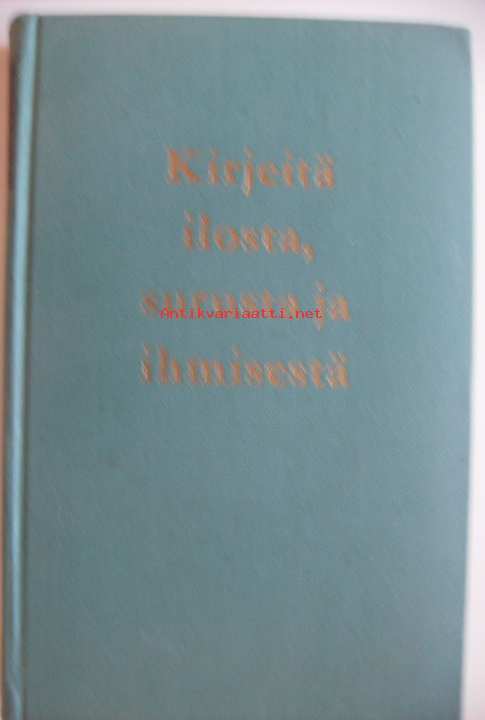 Kirjeitä
ilosta,
surusta ja
Antikvariaatti.net
ihmisestä